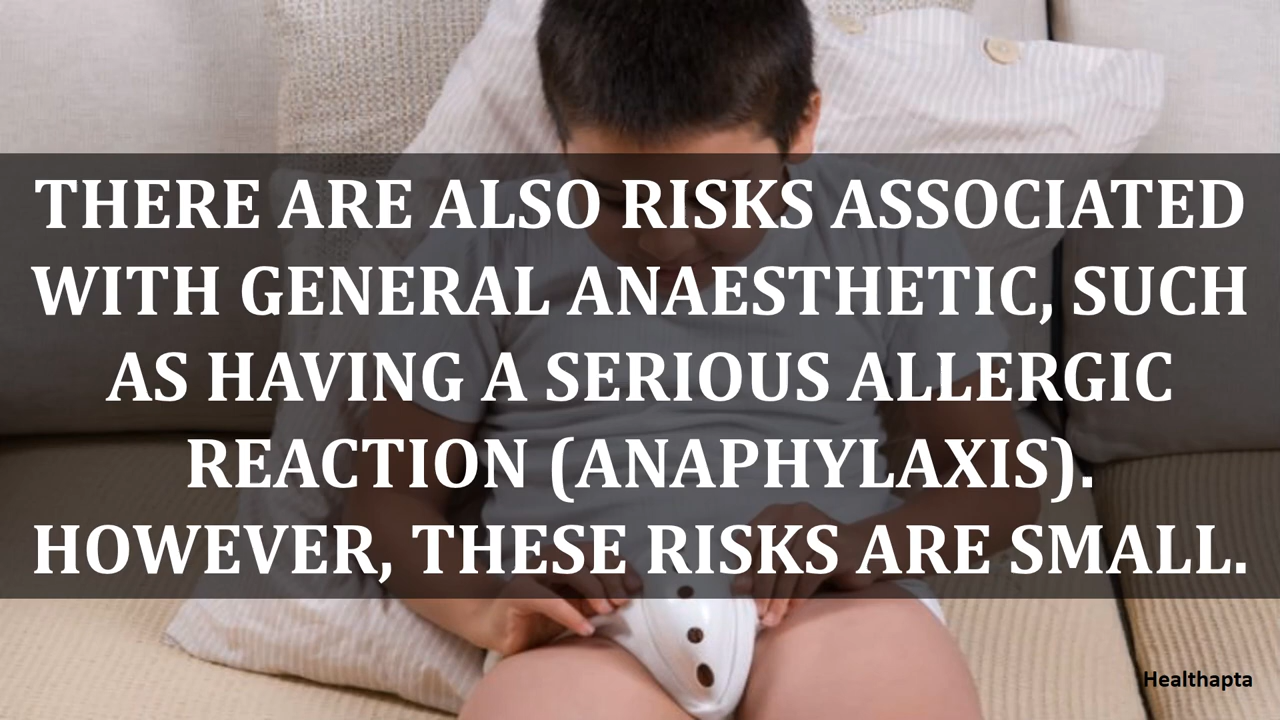 THERE ARE ALSO RISKS ASSOCIATED
WITH GENERAL ANAESTHETIC, SUCH
AS HAVING A SERIOUS ALLERGIC
REACTION (ANAPHYLAXIS).
HOWEVER, THESE RISKS ARE SMALL.
Healthapta